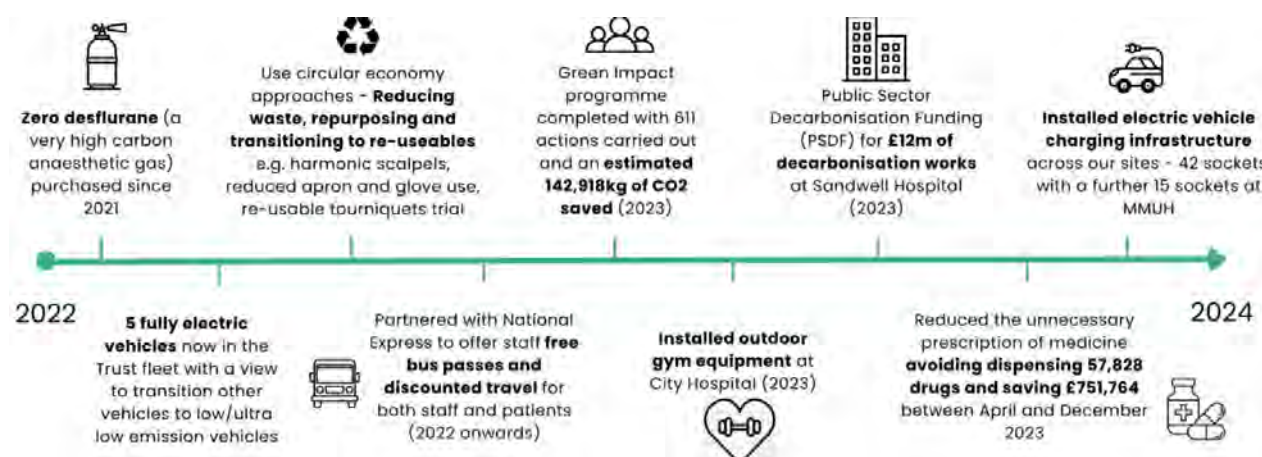 Zero desflurane (a
very high carbon
anaesthetic gas)
purchased since
2021
Use circular economy
approaches - Reducing
waste, repurposing and
transitioning to re-useables
e.g. harmonic scalpels,
reduced apron and glove use,
re-usable tourniquets trial
Green Impact
programme
completed with 611
actions carried out
and an estimated
142,918kg of CO2
saved (2023)
Public Sector
Decarbonisation Funding
(PSDF) for £12m of
decarbonisation works
at Sandwell Hospital
(2023)
Installed electric vehicle
charging infrastructure
across our sites - 42 sockets
with a further 15 sockets at
MMUH
2022
5 fully electric
vehicles now in the
Trust fleet with a view
to transition other
vehicles to low/ultra
low emission vehicles
Partnered with National
Express to offer staff free
bus passes and
discounted travel for
both staff and patients
(2022 onwards)
Installed outdoor
gym equipment at
City Hospital (2023)
Reduced the unnecessary
prescription of medicine
avoiding dispensing 57,828
drugs and saving £751,764
between April and December
2023
2024